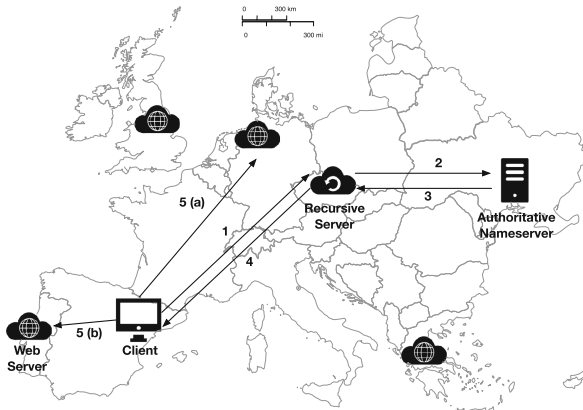 0 300 km
0 300 mi
2
3
5 (a)
1
4
Recursive
Server
Authoritative
Nameserver
5 (b)
Web
Server
Client